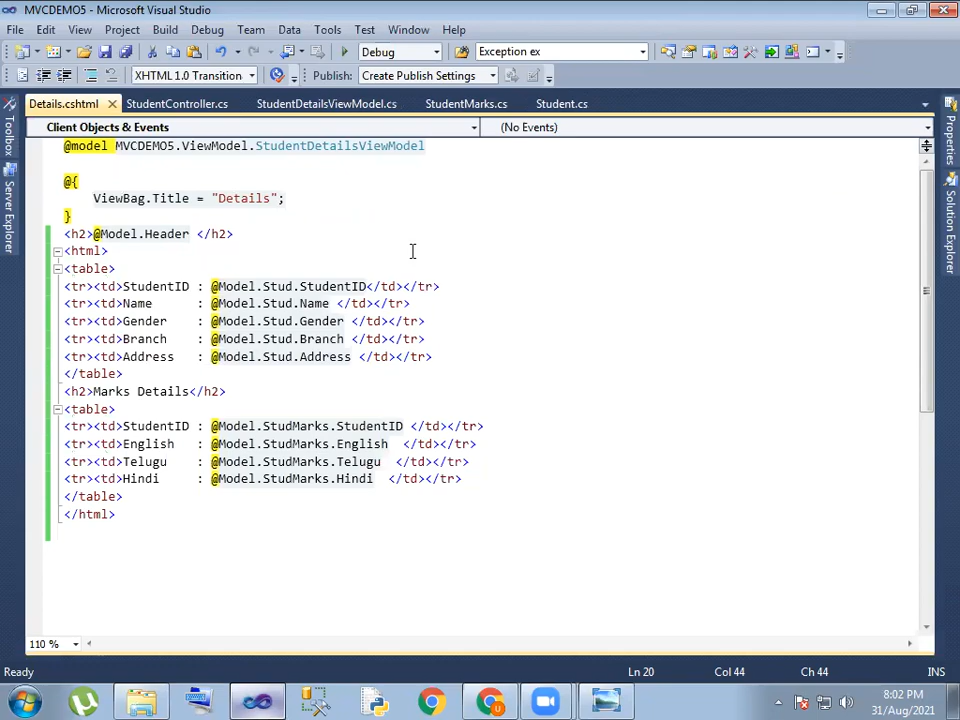 MVCDEMO5 - Microsoft Visual Studio
File Edit View Project Build Debug Team Data Tools Test Window Help
Debug Exception ex
XHTML 1.0 Transition Publish: Create Publish Settings
Details.cshtml StudentController.cs StudentDetailsViewModel.cs StudentMarks.cs Student.cs
Client Objects & Events (No Events)
Toolbox
Server Explorer
Properties
Solution Explorer
@model MVCDEMO5.ViewModel.StudentDetailsViewModel
@{
ViewBag.Title = "Details";
}
<h2>@Model.Header </h2>
<html>
<table>
<tr><td>StudentID : @Model.Stud.StudentID</td></tr>
<tr><td>Name : @Model.Stud.Name </td></tr>
<tr><td>Gender : @Model.Stud.Gender </td></tr>
<tr><td>Branch : @Model.Stud.Branch </td></tr>
<tr><td>Address : @Model.Stud.Address </td></tr>
</table>
<h2>Marks Details</h2>
<table>
<tr><td>StudentID : @Model.StudMarks.StudentID </td></tr>
<tr><td>English : @Model.StudMarks.English </td></tr>
<tr><td>Telugu : @Model.StudMarks.Telugu </td></tr>
<tr><td>Hindi : @Model.StudMarks.Hindi </td></tr>
</table>
</html>
110 %
Ready Ln 20 Col 44 Ch 44 INS
8:02 PM
31/Aug/2021